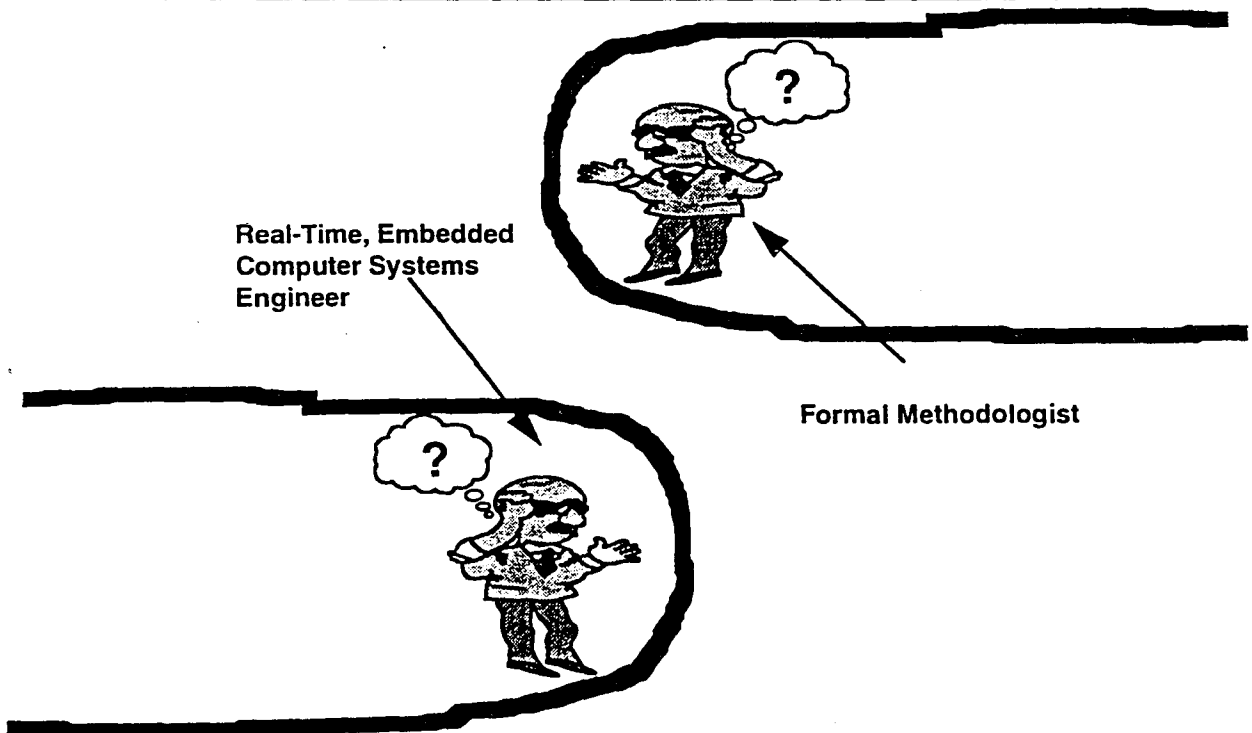 ?
Real-Time, Embedded
Computer Systems
Engineer
Formal Methodologist
?